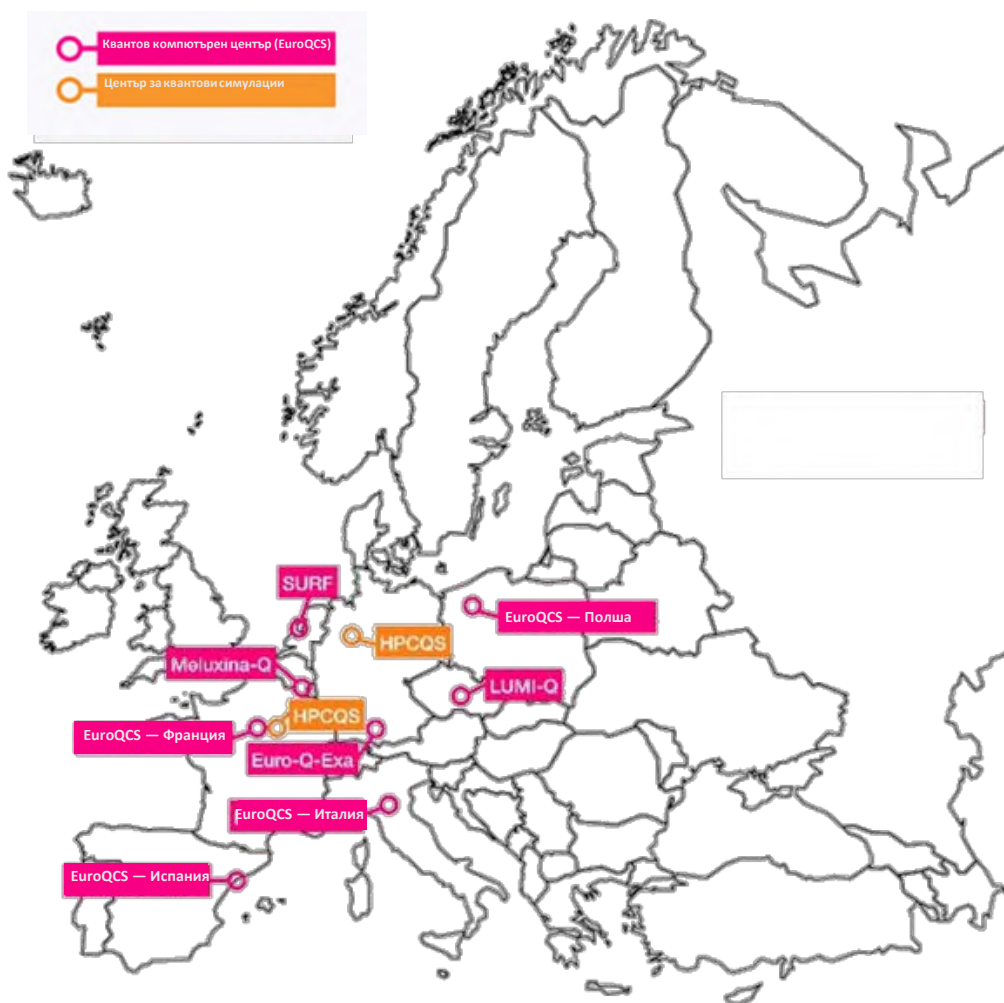 Квантов компютърен център (EuroQCS)
Център за квантови симулации
SURF
EuroQCS — Полша
HPCQS
Meluxina-Q
LUMI-Q
HPCQS
EuroQCS — Франция
Euro-Q-Exa
EuroQCS — Италия
EuroQCS — Испания